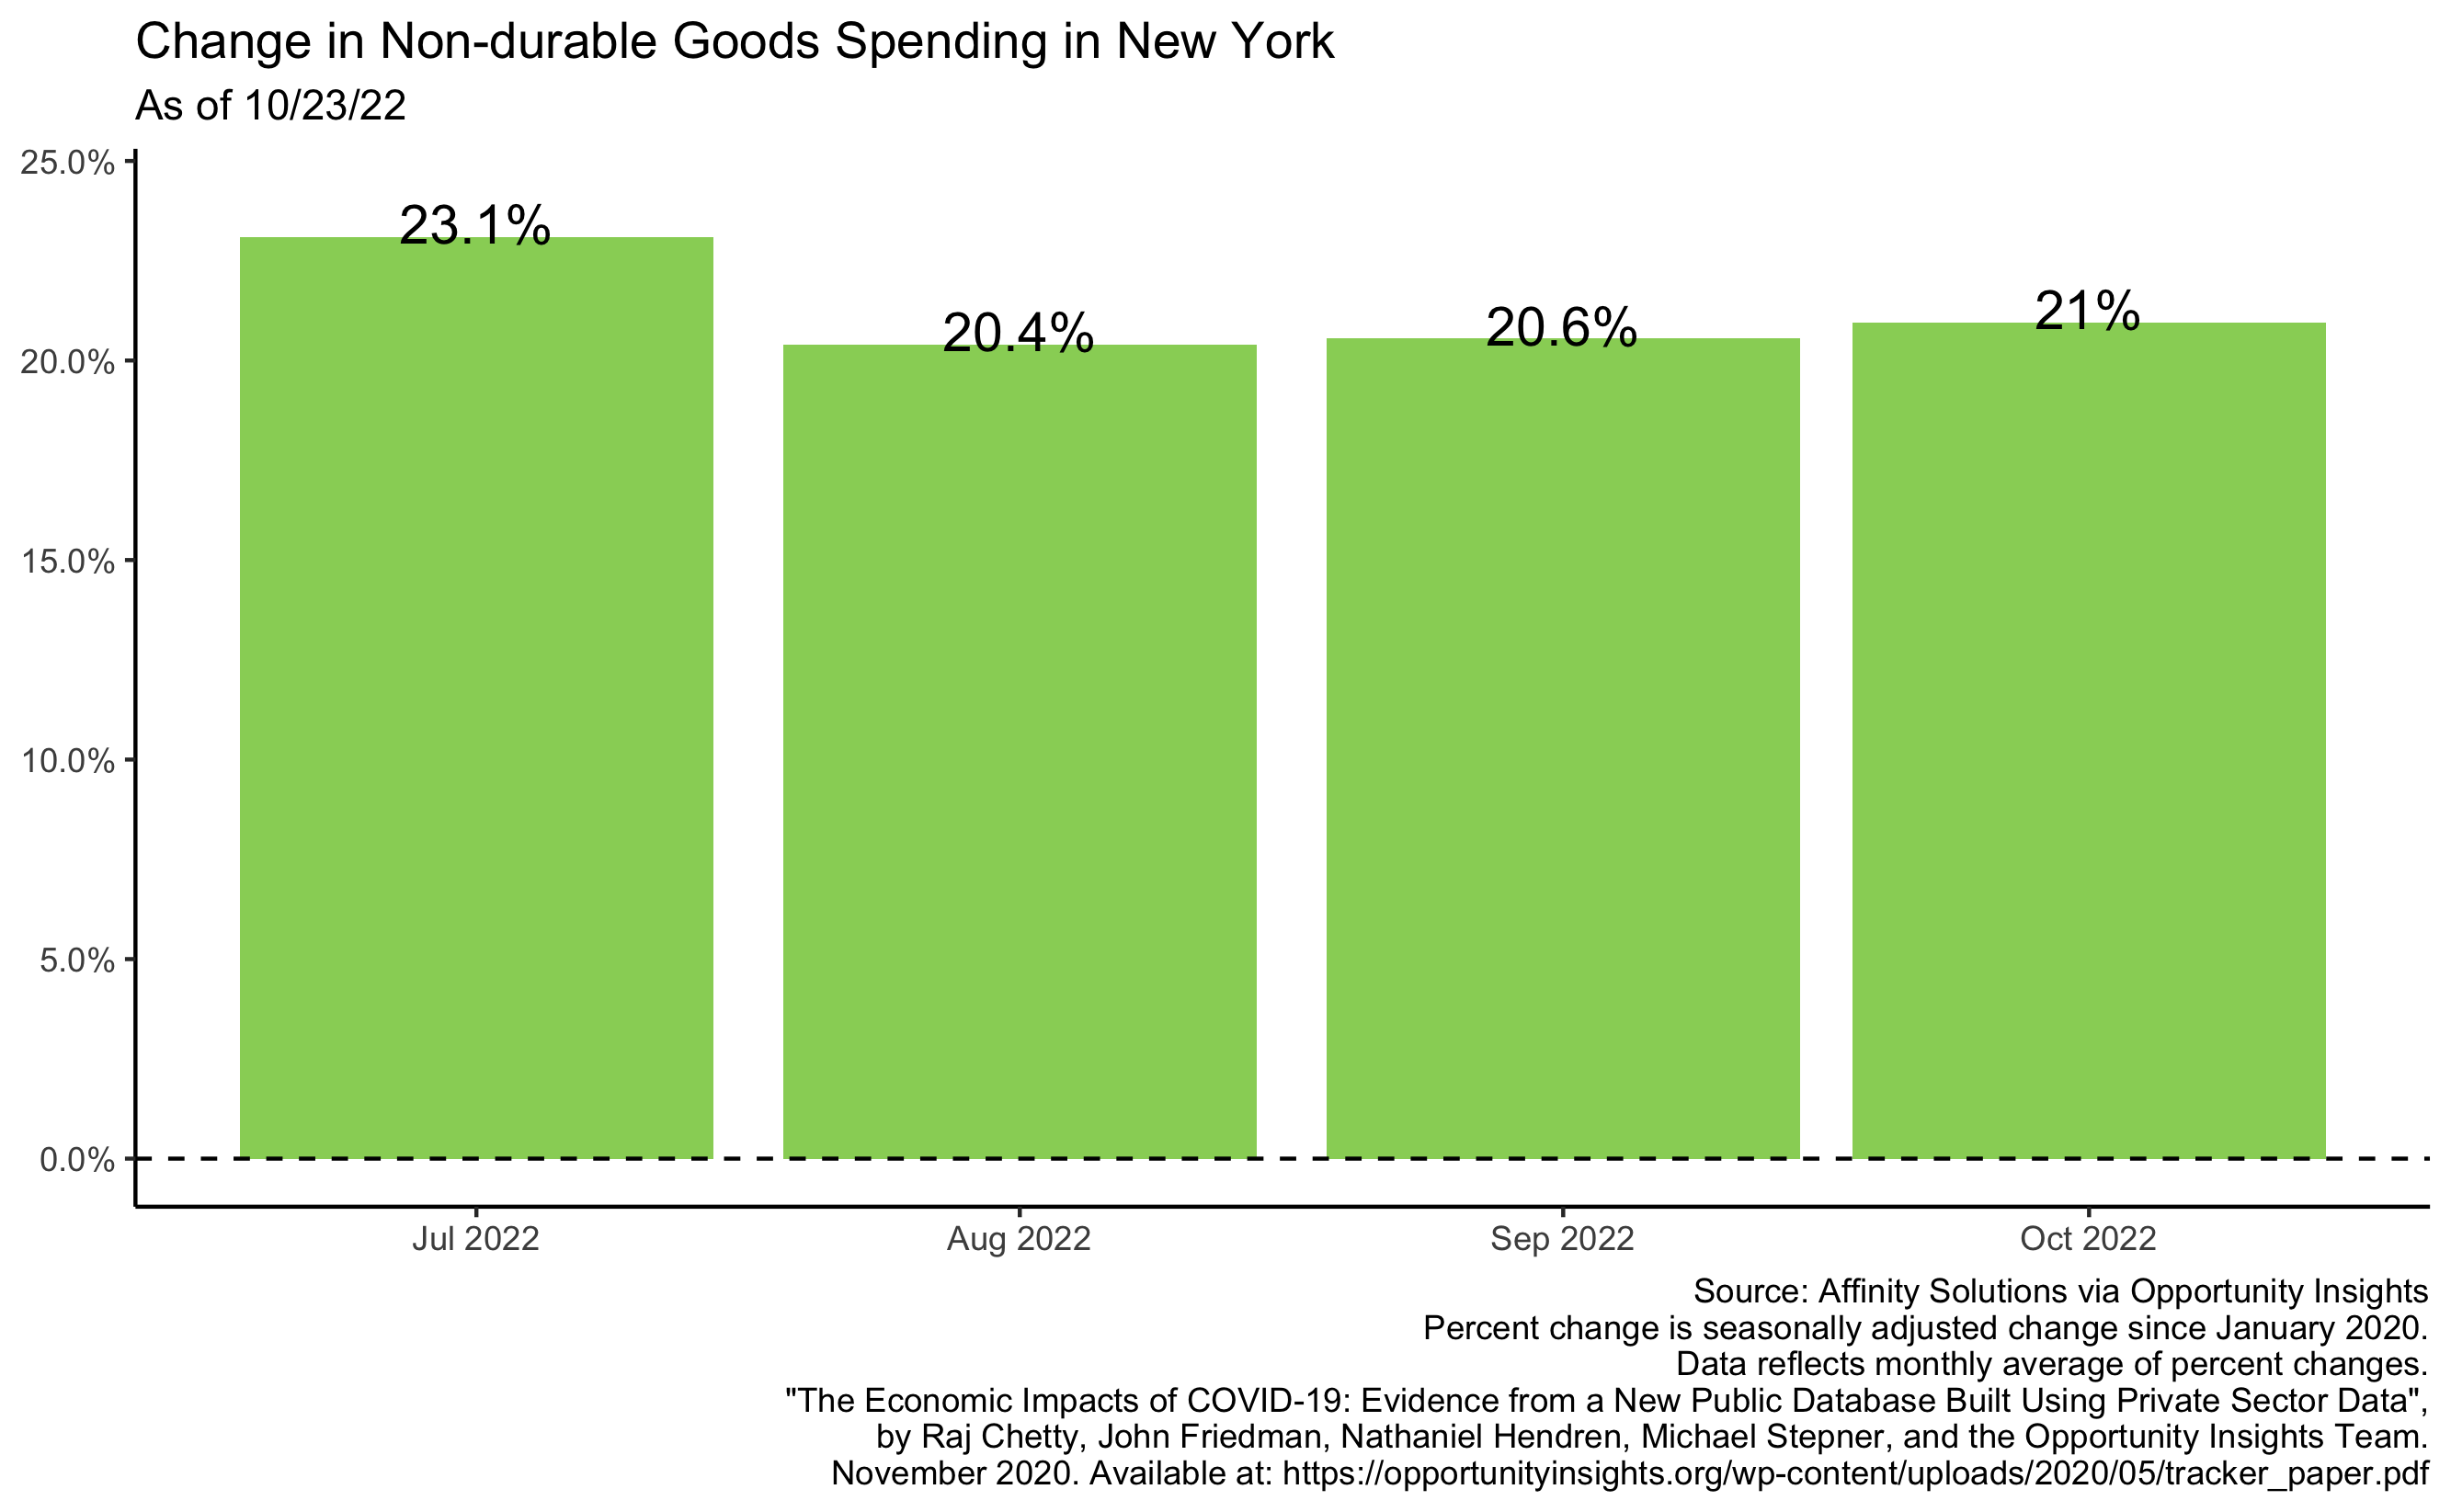 Change in Non-durable Goods Spending in New York
As of 10/23/22
25.0%
20.0%
15.0%
10.0%
5.0%
0.0%
23.1%
20.4%
20.6%
21%
Jul 2022
Aug 2022
Sep 2022
Oct 2022
Source: Affinity Solutions via Opportunity Insights
Percent change is seasonally adjusted change since January 2020.
Data reflects monthly average of percent changes.
"The Economic Impacts of COVID-19: Evidence from a New Public Database Built Using Private Sector Data",
by Raj Chetty, John Friedman, Nathaniel Hendren, Michael Stepner, and the Opportunity Insights Team.
November 2020. Available at: https://opportunityinsights.org/wp-content/uploads/2020/05/tracker_paper.pdf